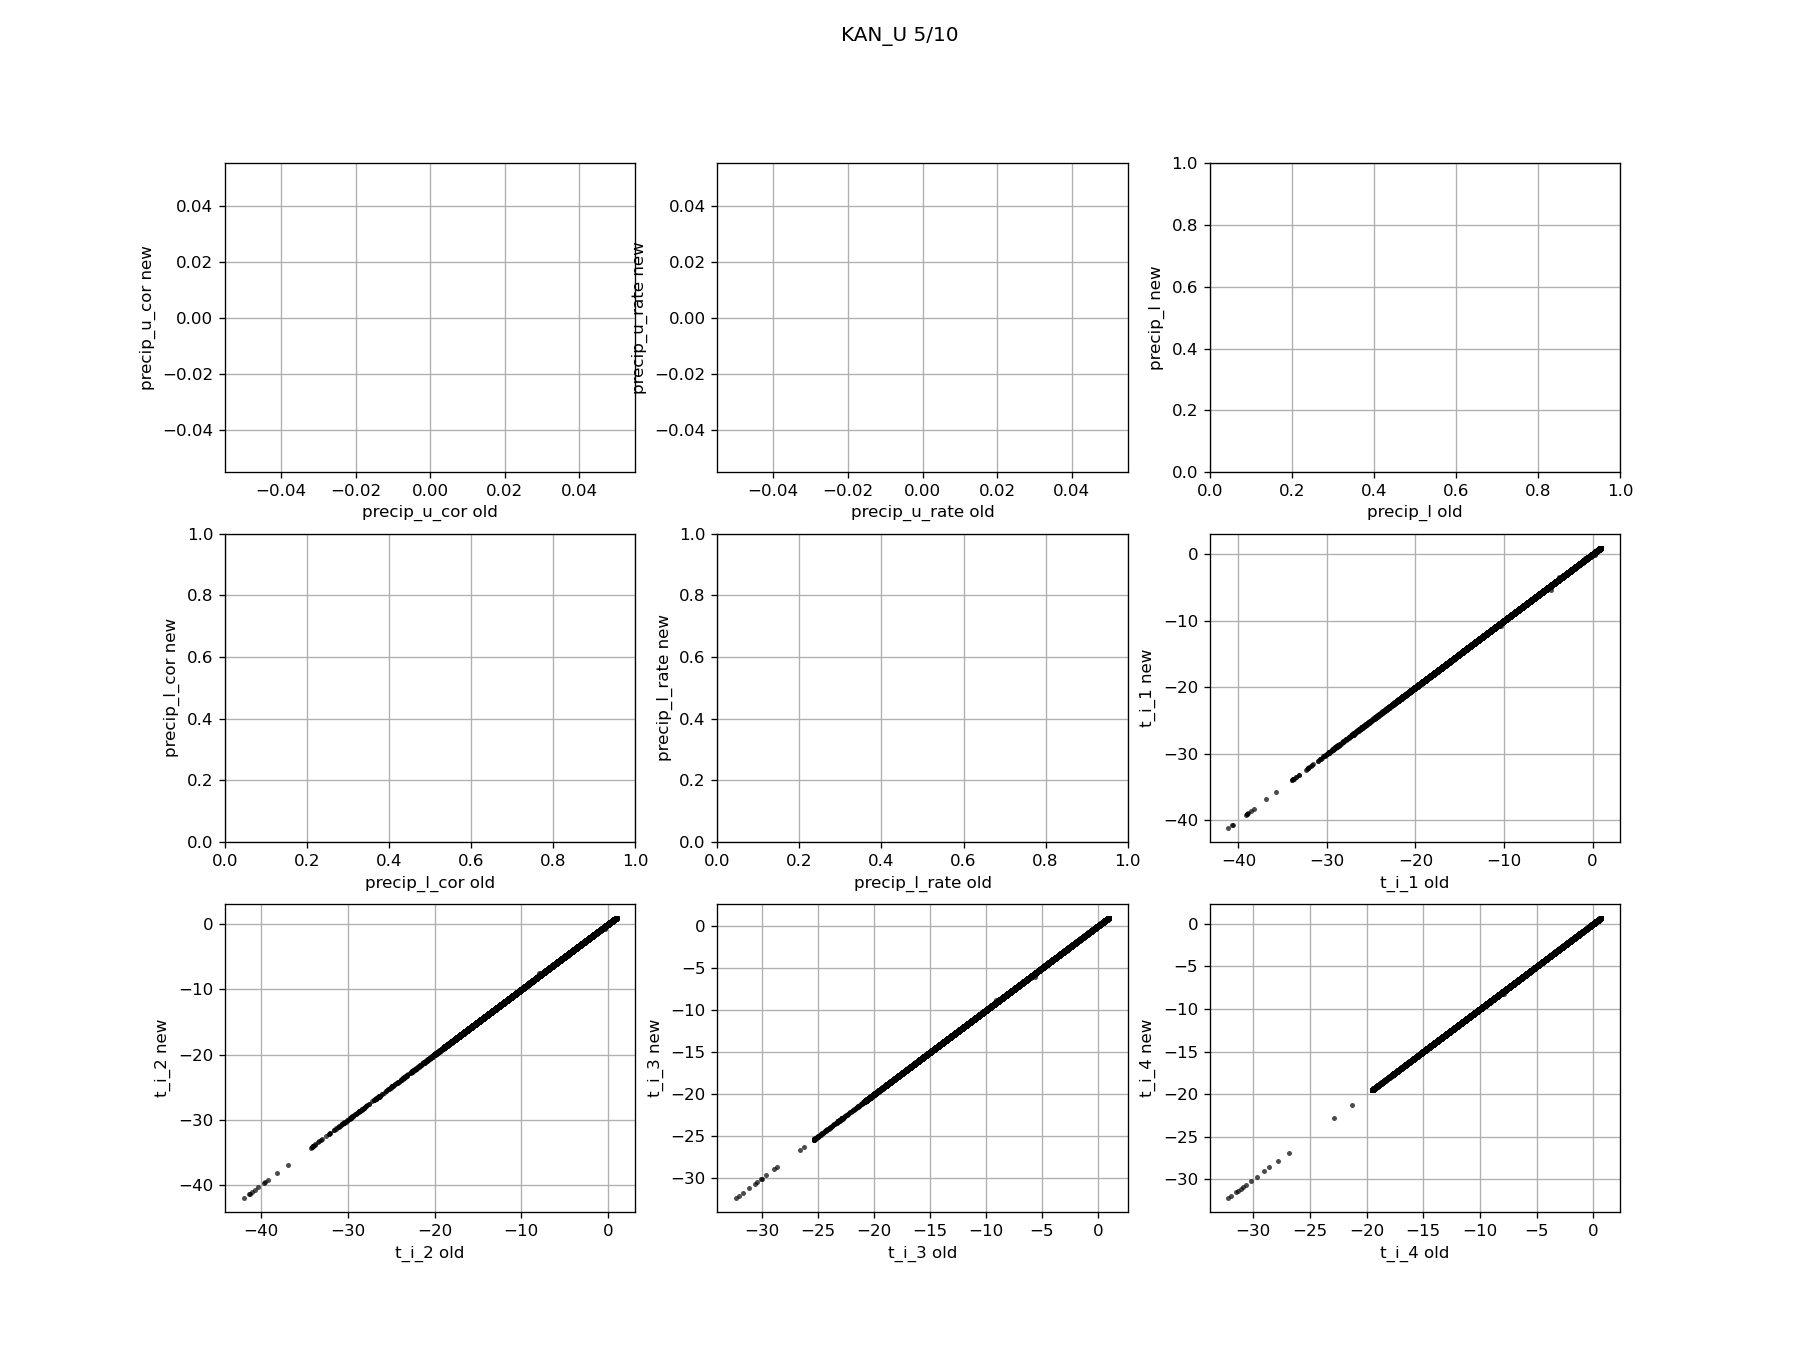 KAN_U 5/10
0.04
0.02
0.00
−0.02
−0.04
precip_u_cor new
−0.04 −0.02 0.00 0.02 0.04
precip_u_cor old
0.04
0.02
0.00
−0.02
−0.04
precip_u_rate new
−0.04 −0.02 0.00 0.02 0.04
precip_u_rate old
1.0
0.8
0.6
0.4
0.2
0.0
precip_l new
0.0 0.2 0.4 0.6 0.8 1.0
precip_l old
1.0
0.8
0.6
0.4
0.2
0.0
precip_l_cor new
0.0 0.2 0.4 0.6 0.8 1.0
precip_l_cor old
1.0
0.8
0.6
0.4
0.2
0.0
precip_l_rate new
0.0 0.2 0.4 0.6 0.8 1.0
precip_l_rate old
0
−10
−20
−30
−40
t_i_1 new
−40 −30 −20 −10 0
t_i_1 old
0
−10
−20
−30
−40
t_i_2 new
−40 −30 −20 −10 0
t_i_2 old
0
−5
−10
−15
−20
−25
−30
t_i_3 new
−30 −25 −20 −15 −10 −5 0
t_i_3 old
0
−5
−10
−15
−20
−25
−30
t_i_4 new
−30 −25 −20 −15 −10 −5 0
t_i_4 old